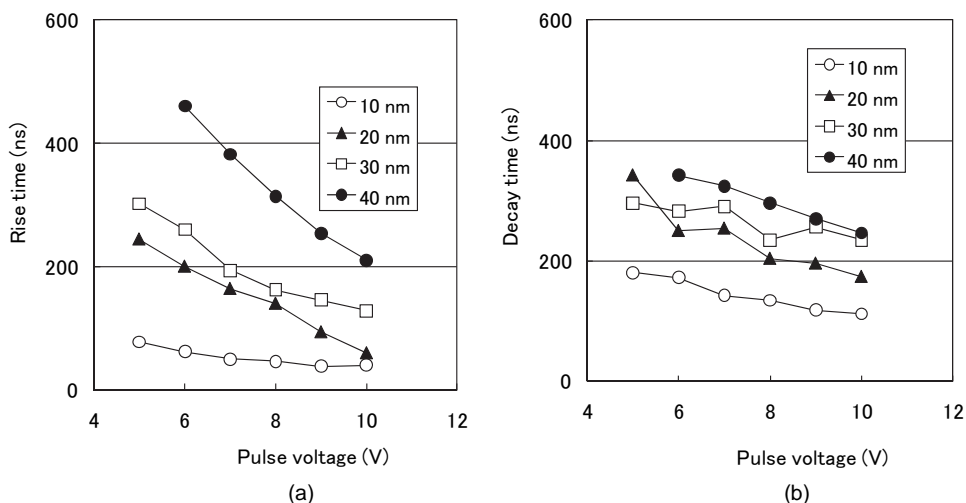 600
400
200
0
Rise time (ns)
10 nm
20 nm
30 nm
40 nm
4 6 8 10 12
Pulse voltage (V)
(a)
600
400
200
0
Decay time (ns)
10 nm
20 nm
30 nm
40 nm
4 6 8 10 12
Pulse voltage (V)
(b)